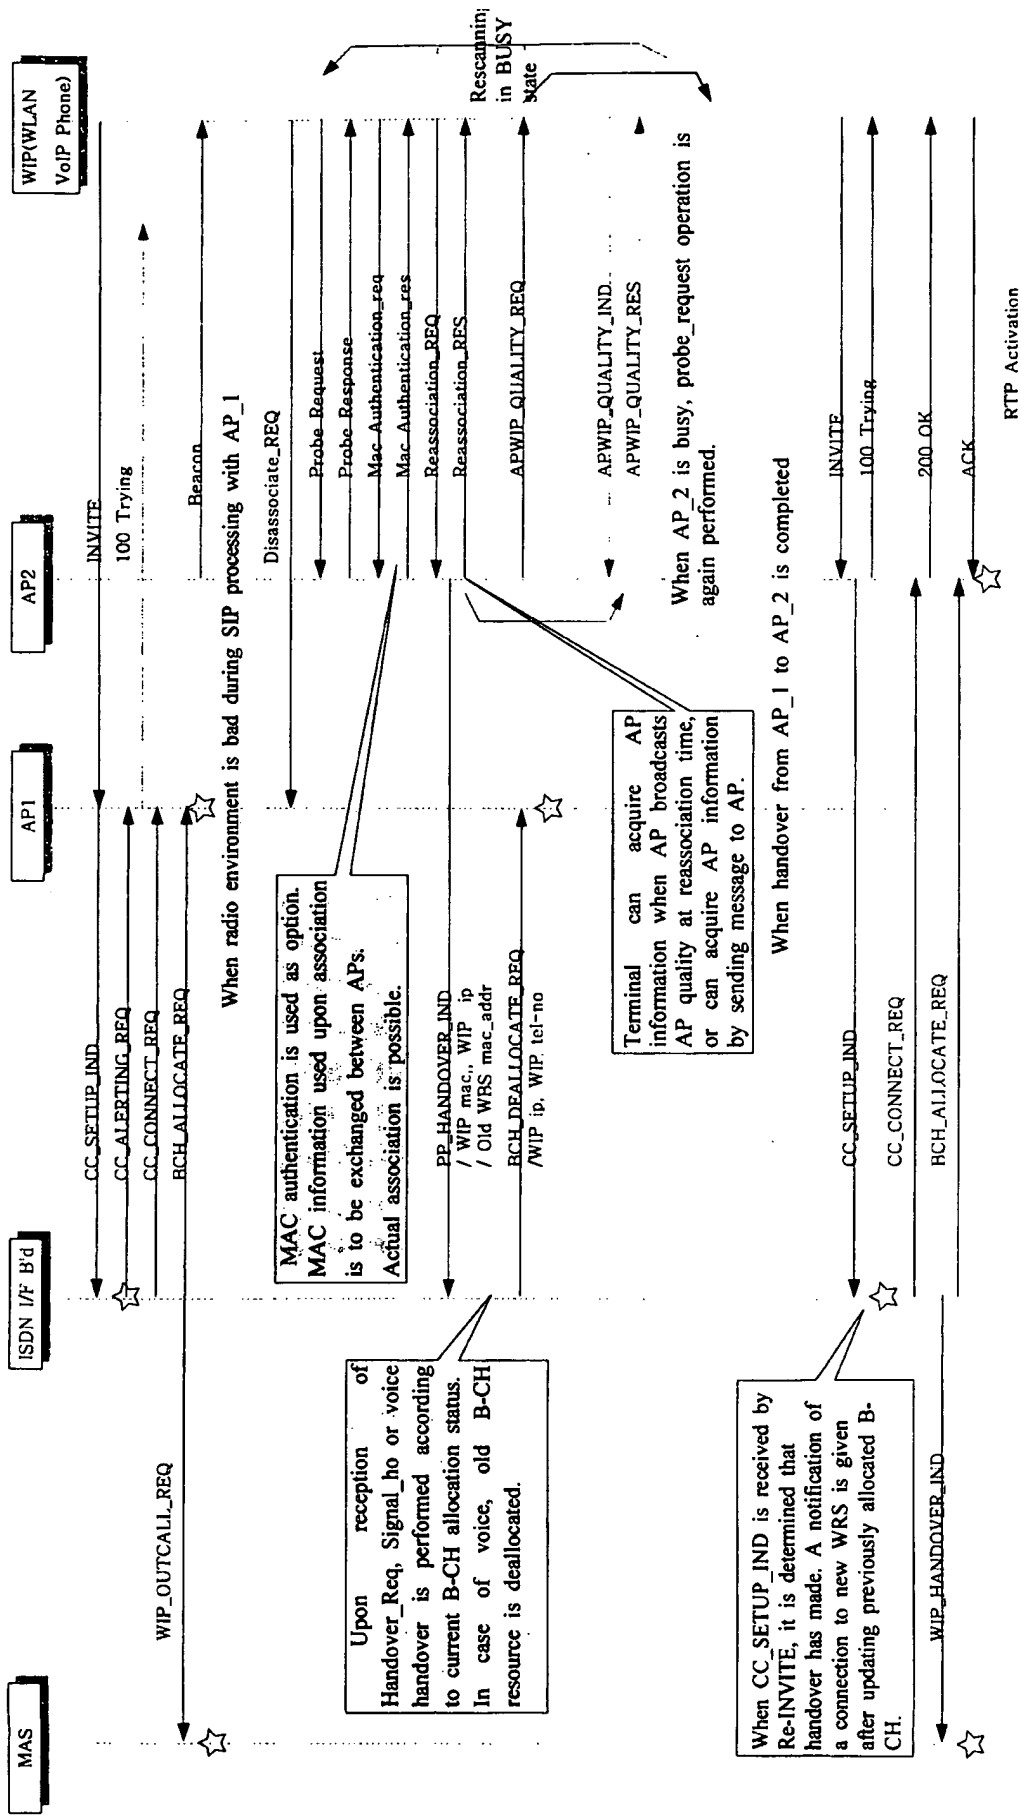 MAS
ISDN I/F B'd
AP1
AP2
WIP(WLAN
VoIP Phone)
INVITE
CC_SETUP_IND
CC_ALERTING_REQ
100 Trying
CC_CONNECT_REQ
WIP_OUTCALL_REQ
BCH_ALLOCATE_REQ
Beacon
When radio environment is bad during SIP processing with AP_1
Disassociate_REQ
Probe Request
Probe Response
Mac Authentication_req
Mac Authentication_res
Reassociation_REQ
Reassociation_RES
APWIP_QUALITY_REQ
APWIP_QUALITY_IND
APWIP_QUALITY_RES
Rescanning
in BUSY
state
MAC authentication is used as option.
MAC information used upon association
is to be exchanged between APs.
Actual association is possible.
PP_HANDOVER_IND
/ WIP mac,, WIP ip
/ Old WBS mac_addr
BCH_DEALLOCATE_REQ
/WIP ip, WIP tel-no
Upon reception of
Handover_Req, Signal_ho or voice
handover is performed according
to current B-CH allocation status.
In case of voice, old B-CH
resource is deallocated.
Terminal can acquire AP
information when AP broadcasts
AP quality at reassociation time,
or can acquire AP information
by sending message to AP.
When AP_2 is busy, probe_request operation is
again performed.
When handover from AP_1 to AP_2 is completed
INVITE
CC_SETUP_IND
100 Trying
CC_CONNECT_REQ
200 OK
BCH_ALLOCATE_REQ
ACK
WIP_HANDOVER_IND
When CC_SETUP_IND is received by
Re-INVITE, it is determined that
handover has made. A notification of
a connection to new WRS is given
after updating previously allocated B-
CH.
RTP Activation